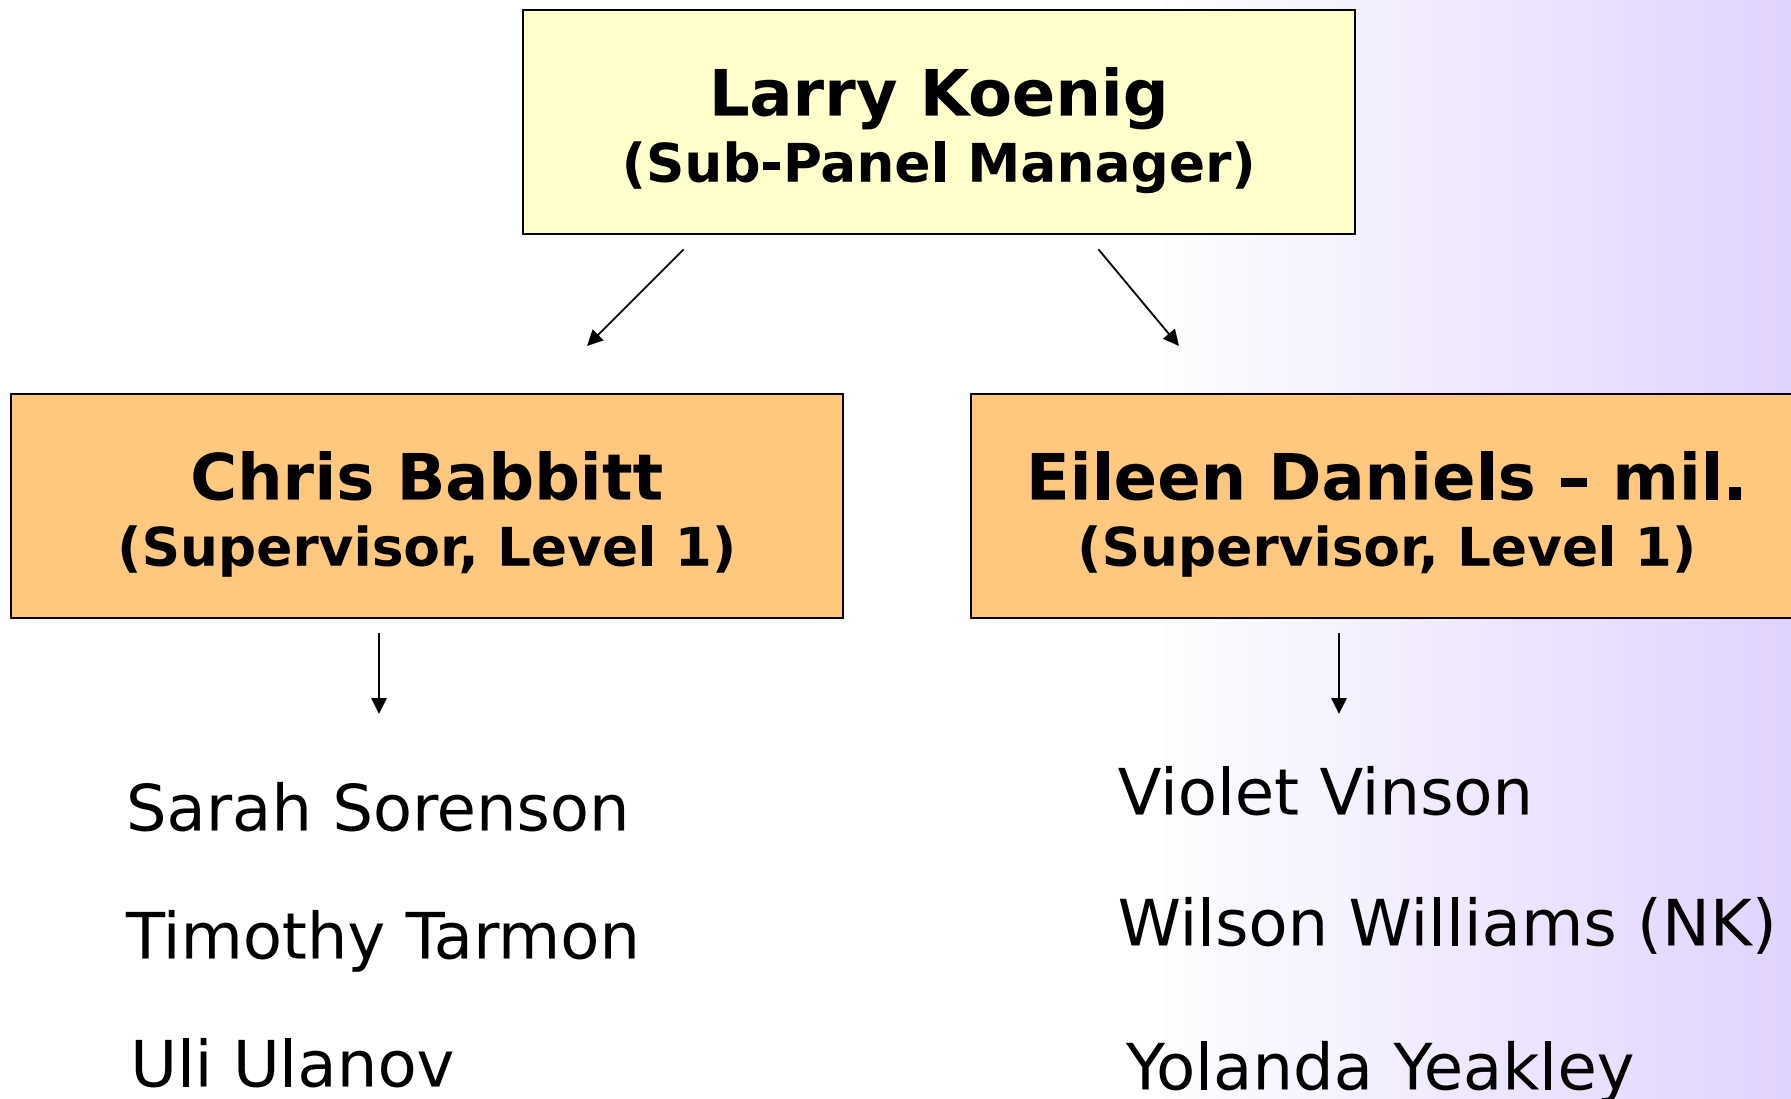 Larry Koenig
(Sub-Panel Manager)
Chris Babbitt
(Supervisor, Level 1)
Eileen Daniels – mil.
(Supervisor, Level 1)
Sarah Sorenson
Timothy Tarmon
Uli Ulanov
Violet Vinson
Wilson Williams (NK)
Yolanda Yeakley